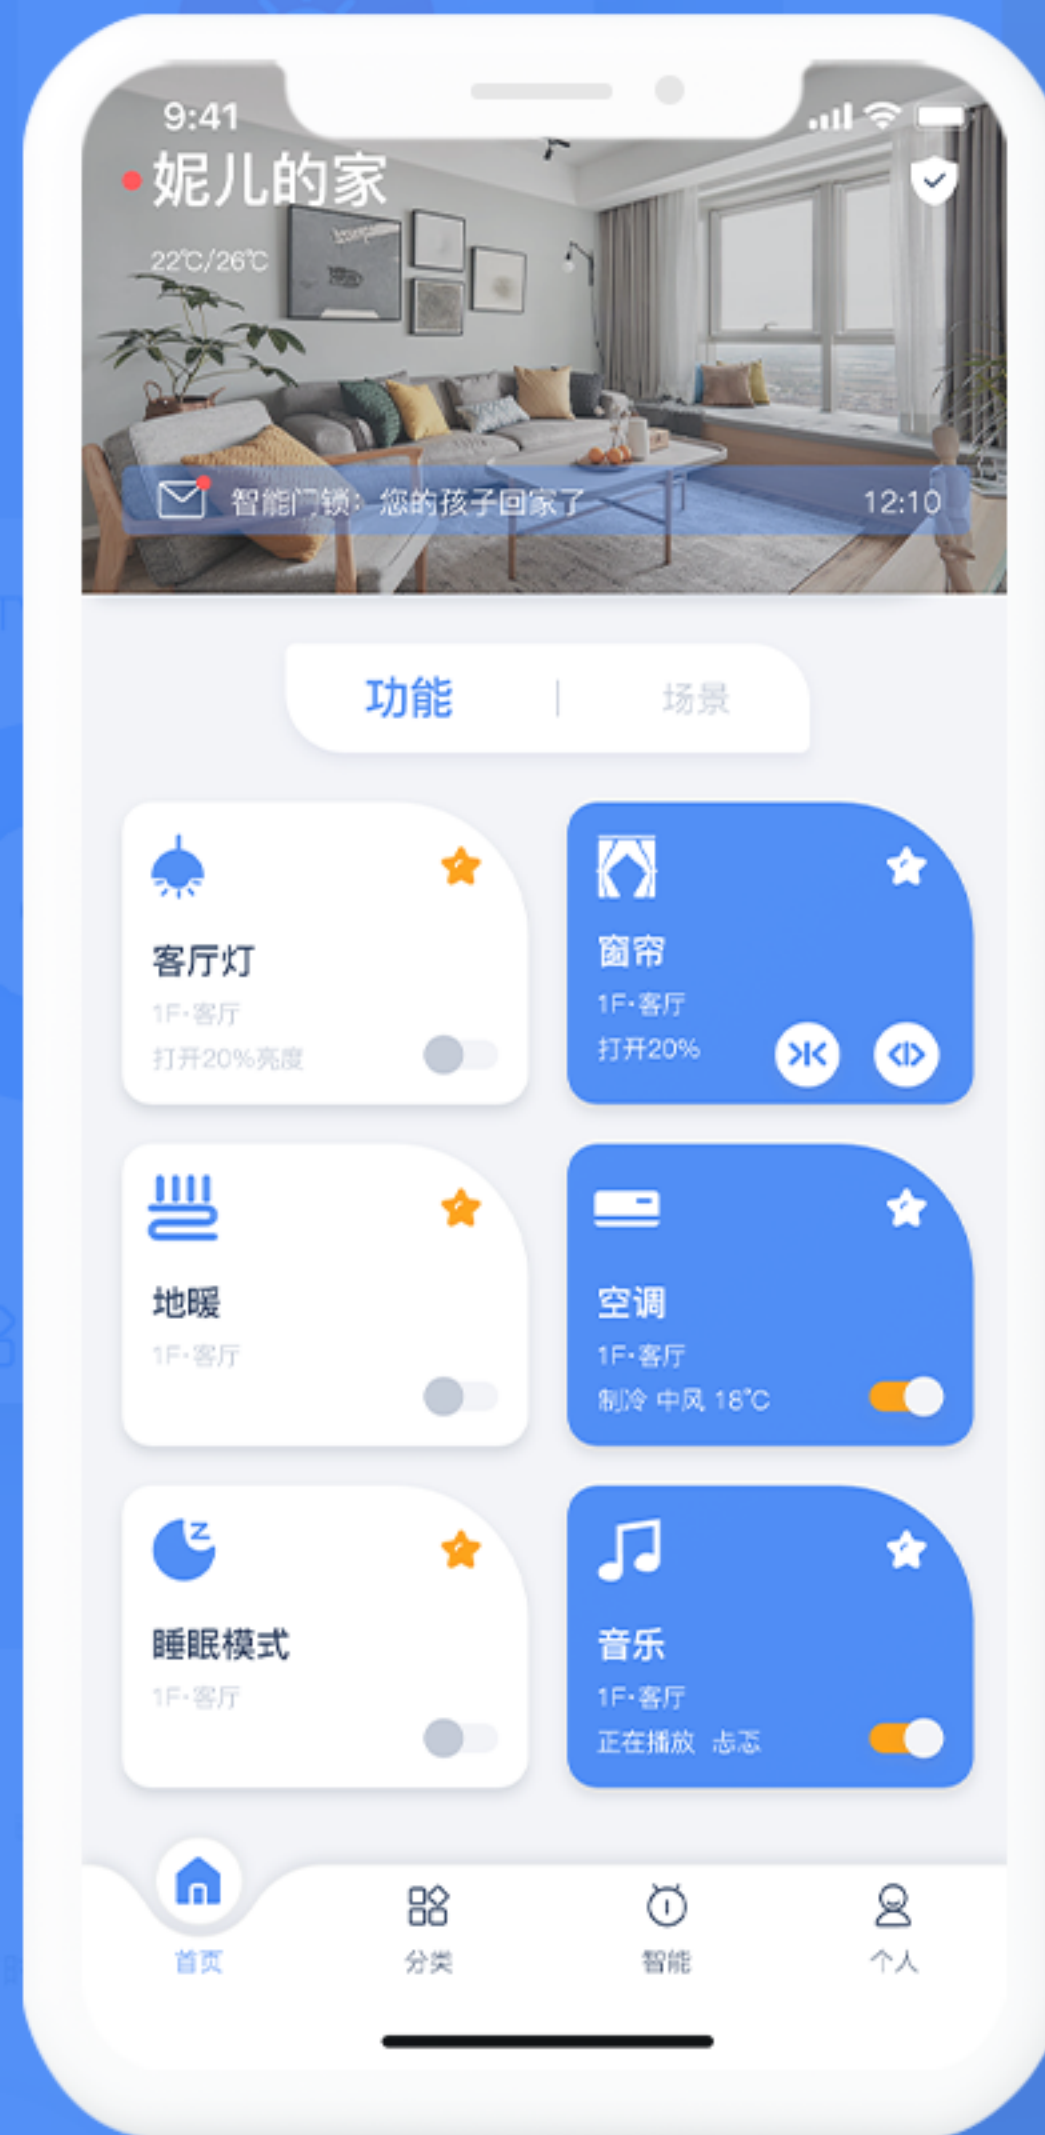 9:41
妮儿的家
22℃/26℃
智能门锁：您的孩子回家了 12:10
功能 | 场景
客厅灯
1F·客厅
打开20%亮度
窗帘
1F·客厅
打开20%
地暖
1F·客厅
空调
1F·客厅
制冷 中风 18℃
睡眠模式
1F·客厅
音乐
1F·客厅
正在播放 忐忑
首页 分类 智能 个人